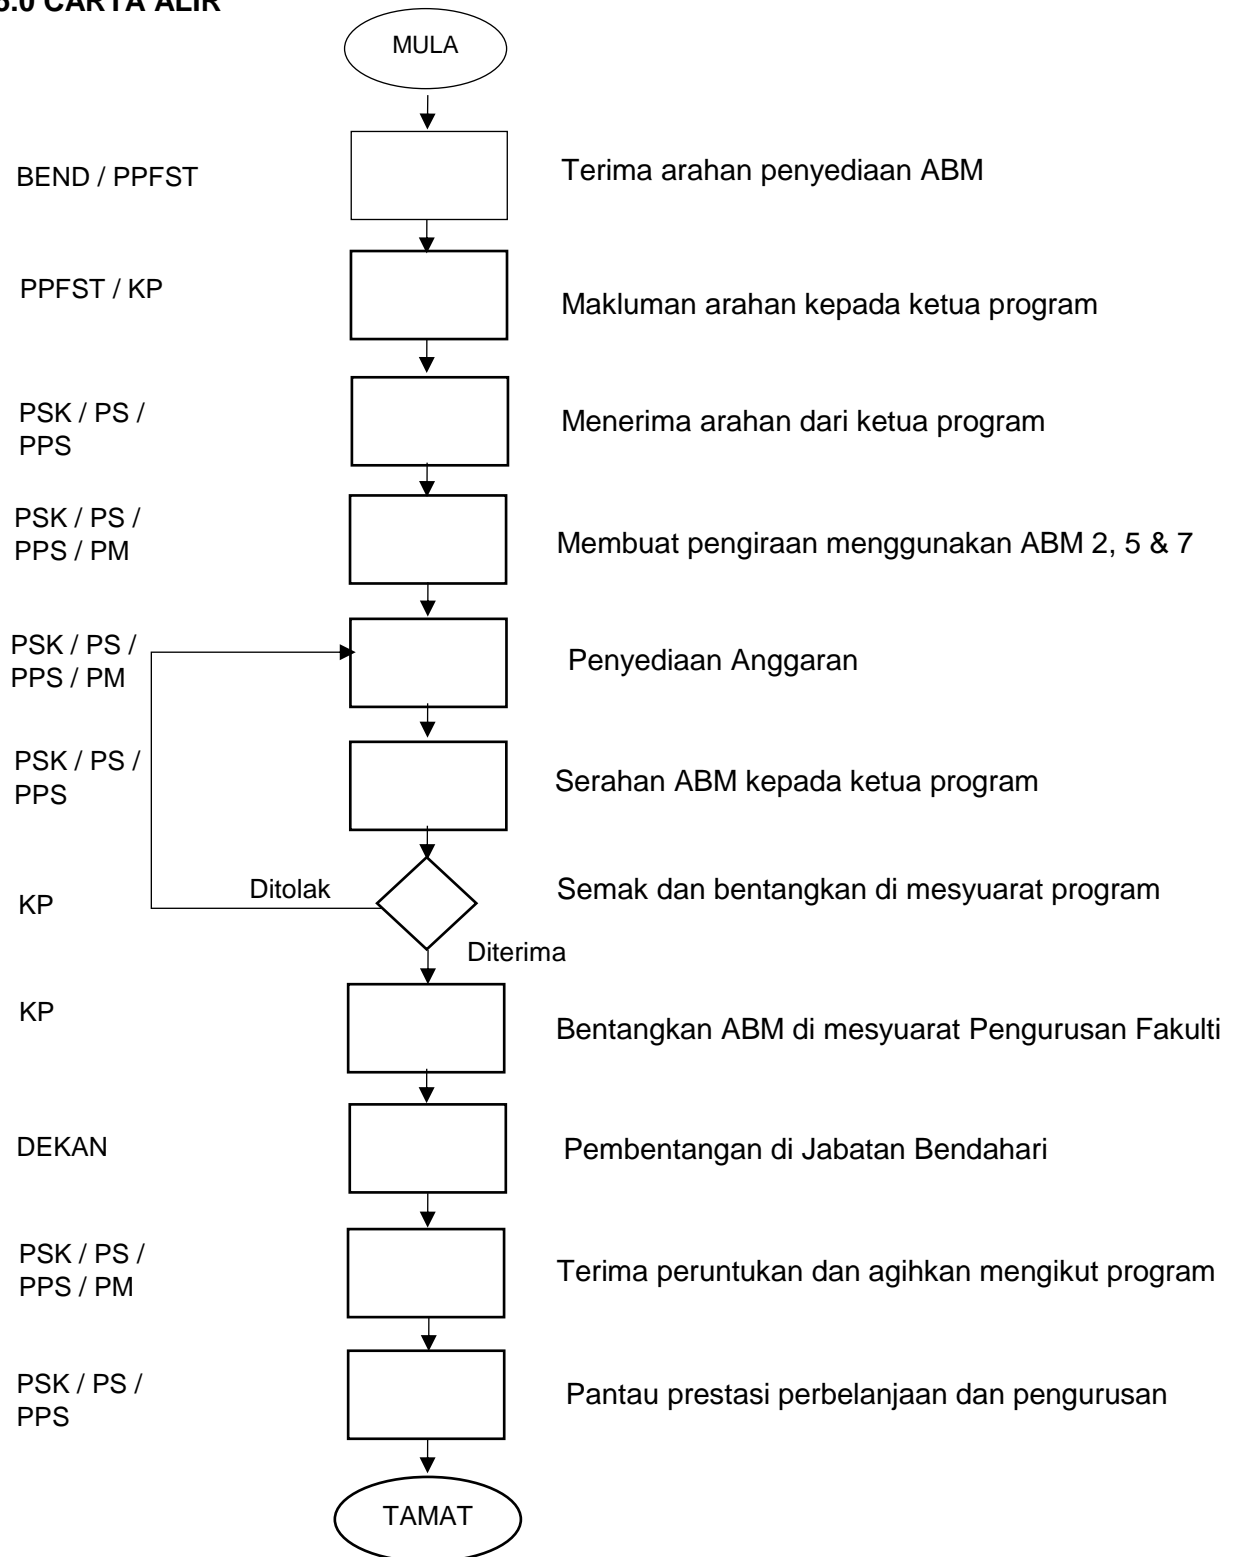 5.0 CARTA ALIR
MULA
BEND / PPFST
Terima arahan penyediaan ABM
PPFST / KP
Makluman arahan kepada ketua program
PSK / PS /
PPS
Menerima arahan dari ketua program
PSK / PS /
PPS / PM
Membuat pengiraan menggunakan ABM 2, 5 & 7
PSK / PS /
PPS / PM
Penyediaan Anggaran
PSK / PS /
PPS
Serahan ABM kepada ketua program
KP
Ditolak
Semak dan bentangkan di mesyuarat program
Diterima
KP
Bentangkan ABM di mesyuarat Pengurusan Fakulti
DEKAN
Pembentangan di Jabatan Bendahari
PSK / PS /
PPS / PM
Terima peruntukan dan agihkan mengikut program
PSK / PS /
PPS
Pantau prestasi perbelanjaan dan pengurusan
TAMAT